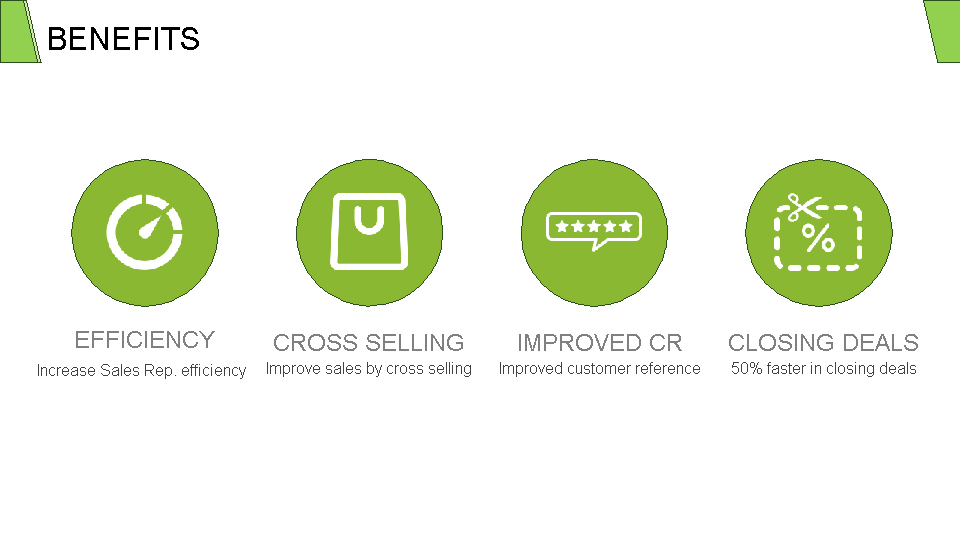 BENEFITS
%
EFFICIENCY
Increase Sales Rep. efficiency
CROSS SELLING
Improve sales by cross selling
IMPROVED CR
Improved customer reference
CLOSING DEALS
50% faster in closing deals